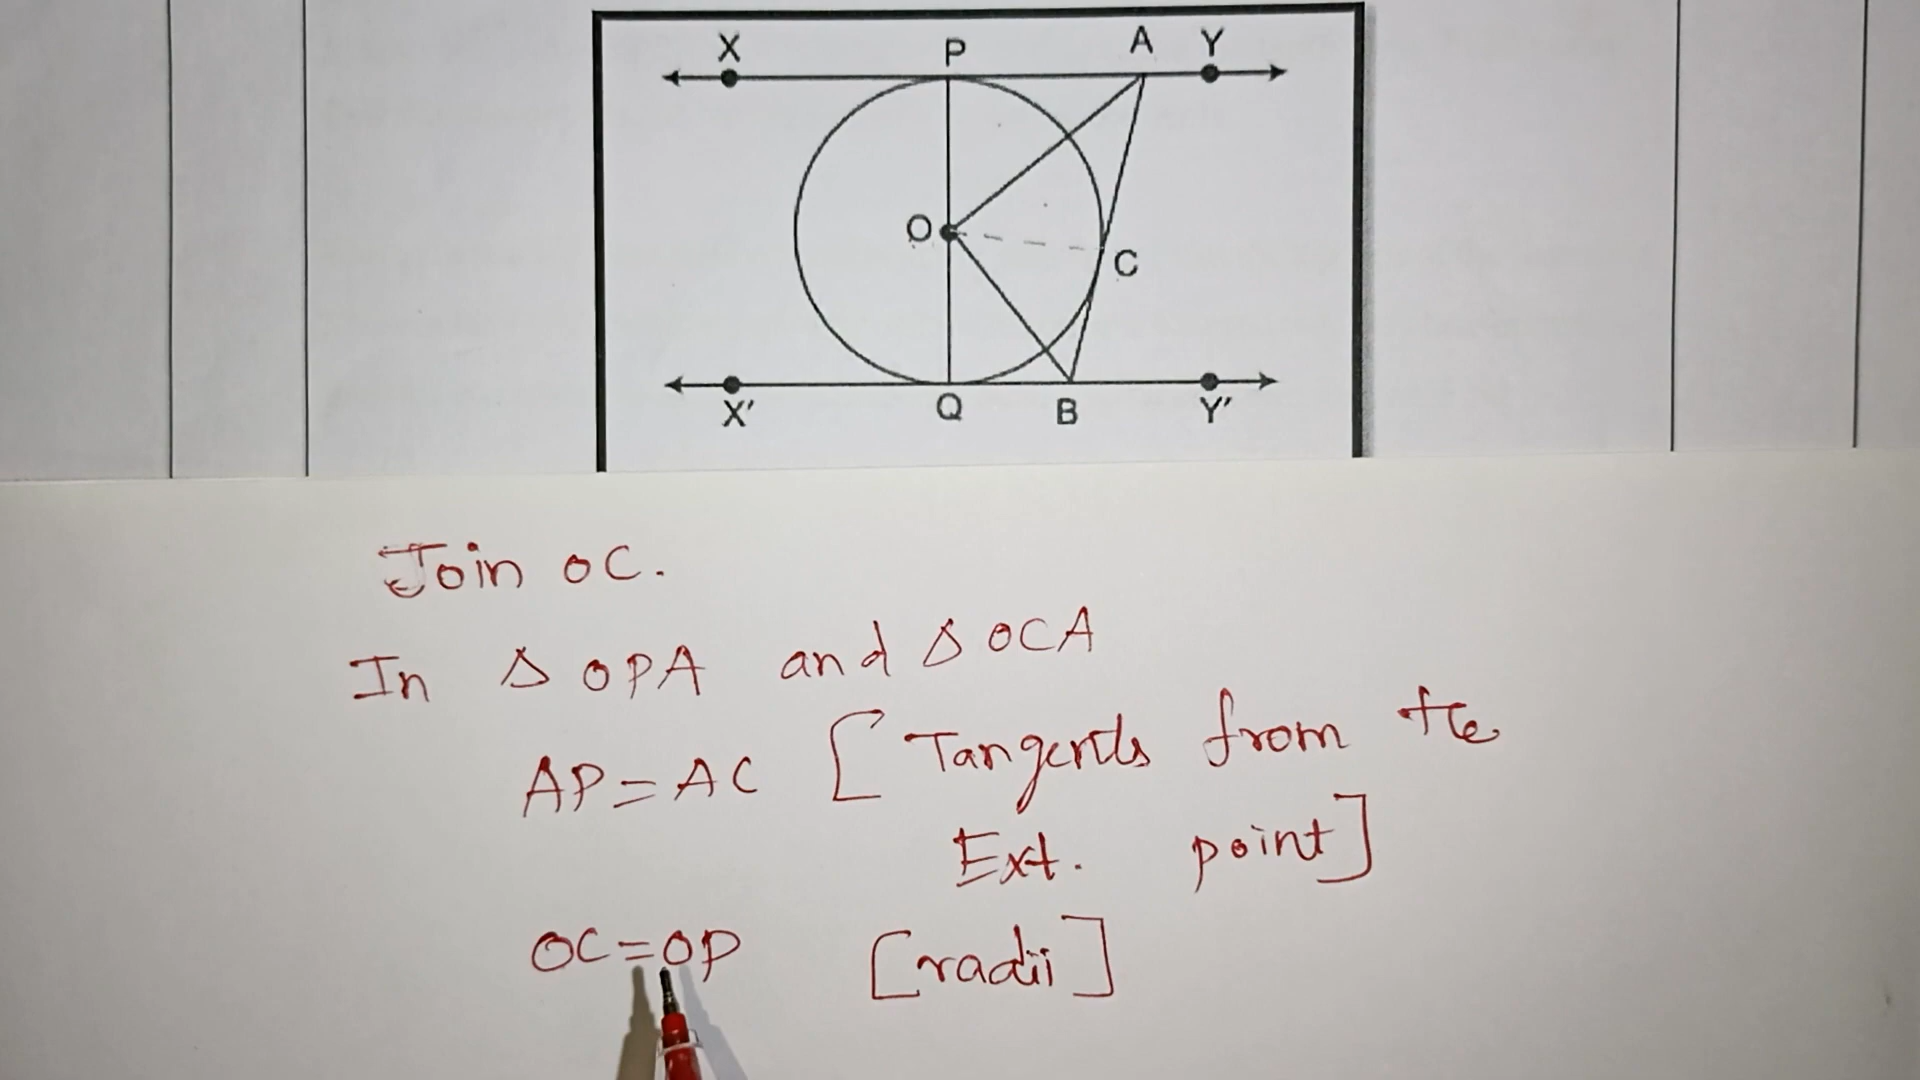 X P A Y
O
C
X' Q B Y'
Join OC.
In △ OPA and △ OCA
AP = AC [Tangents from the
Ext. point]
OC = OP [radii]